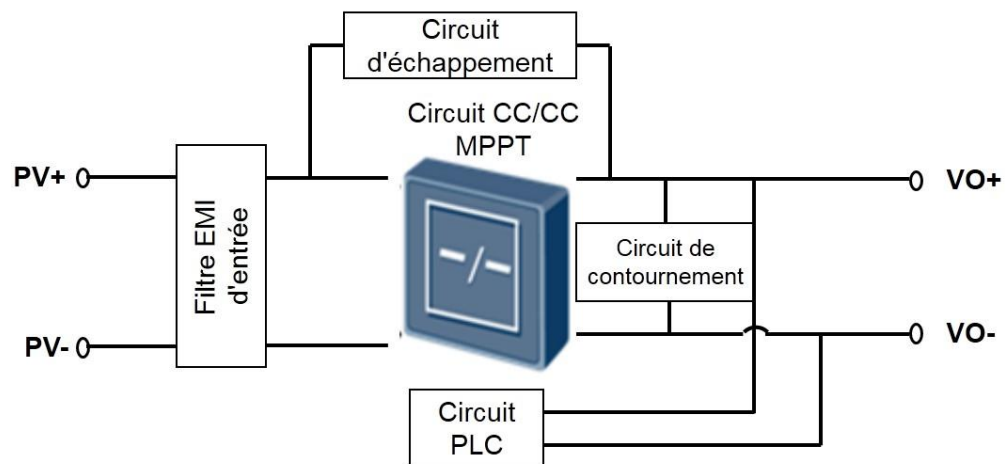 Circuit
d'échappement
Circuit CC/CC
MPPT
PV+
VO+
Filtre EMI
d'entrée
Circuit de
contournement
PV-
VO-
Circuit
PLC